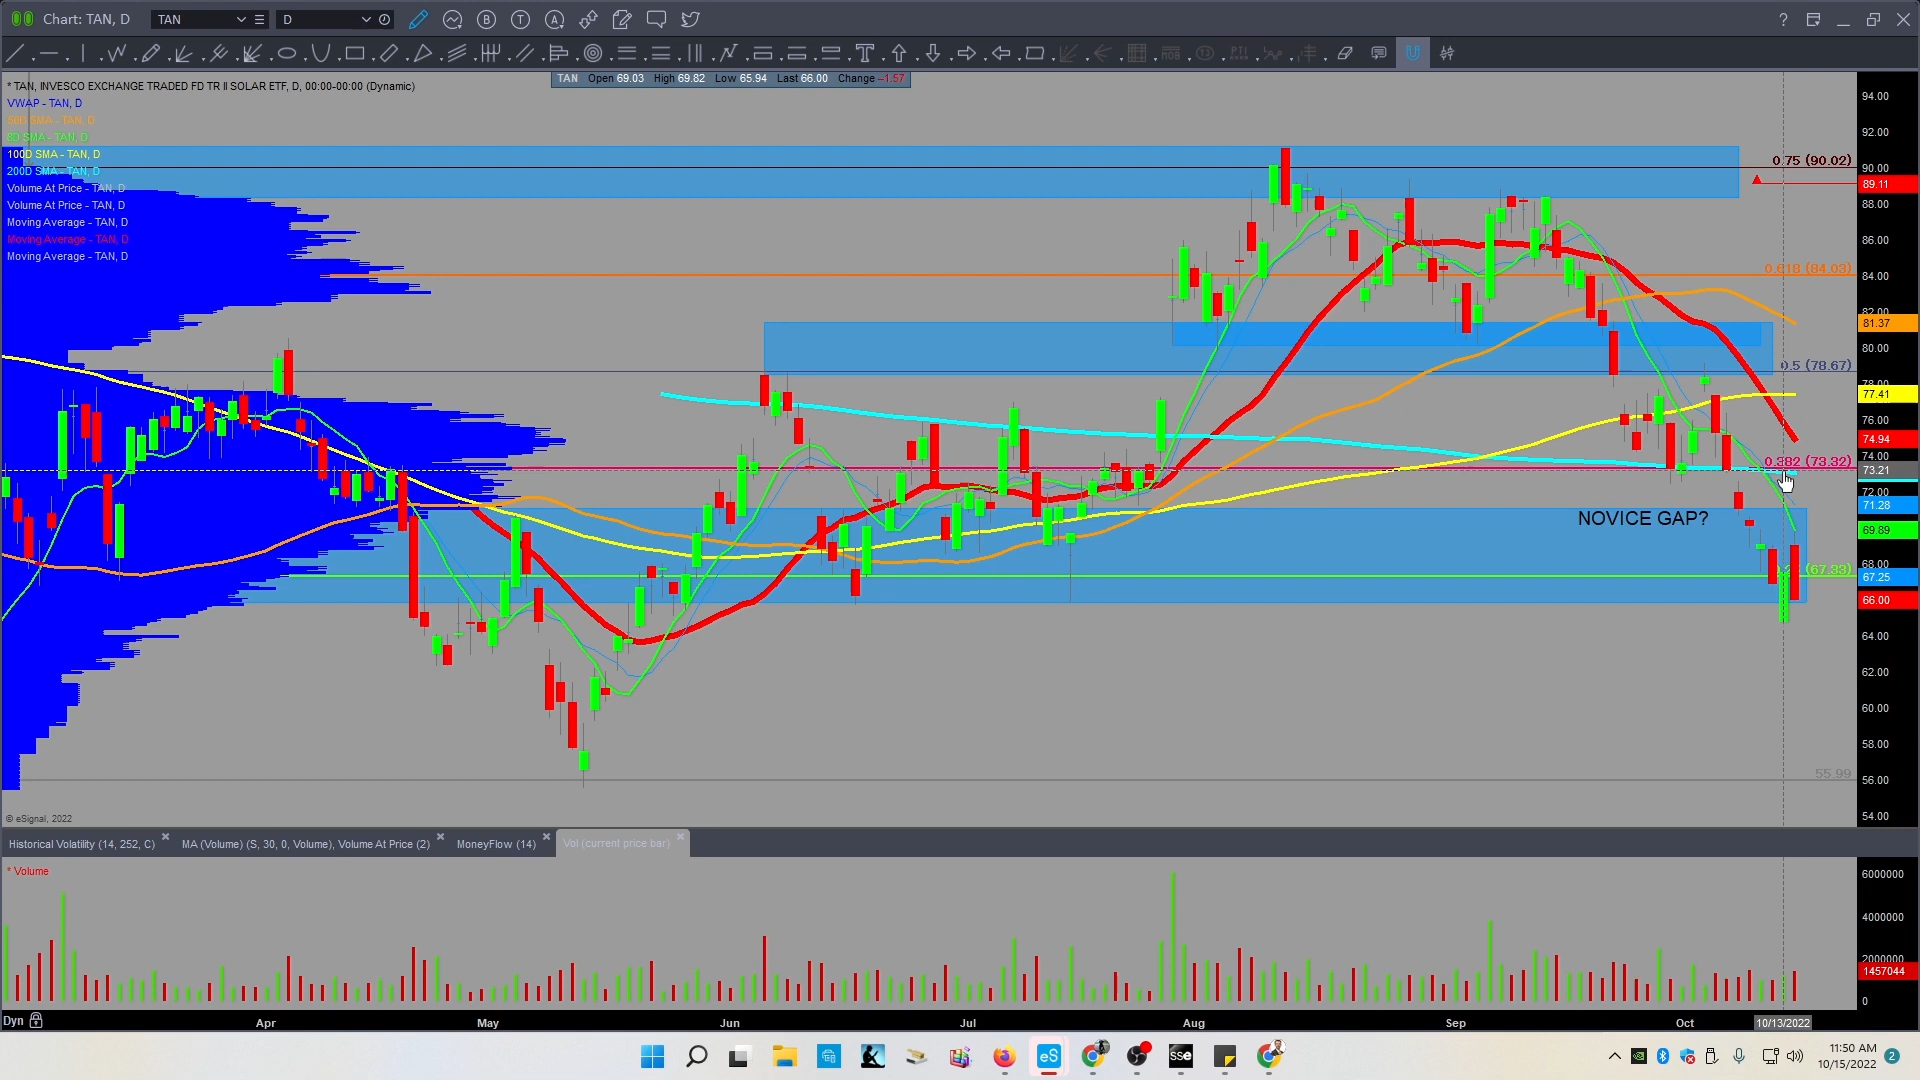 Chart: TAN, D
TAN
D
TAN Open 69.03 High 69.82 Low 65.94 Last 66.00 Change -1.57
* TAN, INVESCO EXCHANGE TRADED FD TR II SOLAR ETF, D, 00:00-00:00 (Dynamic)
VWAP - TAN, D
50D SMA - TAN, D
8D SMA - TAN, D
100D SMA - TAN, D
200D SMA - TAN, D
Volume At Price - TAN, D
Volume At Price - TAN, D
Moving Average - TAN, D
Moving Average - TAN, D
Moving Average - TAN, D
94.00
92.00
0.75 (90.02)
90.00
89.11
88.00
86.00
0.618 (84.03)
84.00
82.00
81.37
80.00
0.5 (78.67)
78.00
77.41
76.00
74.94
74.00
0.382 (73.32)
73.21
72.00
71.28
NOVICE GAP?
69.89
68.00
(67.33)
67.25
66.00
64.00
62.00
60.00
58.00
55.99
56.00
54.00
© eSignal, 2022
Historical Volatility (14, 252, C)
MA (Volume) (S, 30, 0, Volume), Volume At Price (2)
MoneyFlow (14)
Vol (current price bar)
* Volume
6000000
4000000
2000000
1457044
0
Dyn
Apr
May
Jun
Jul
Aug
Sep
Oct
10/13/2022
eS
SSe
11:50 AM
10/15/2022
2